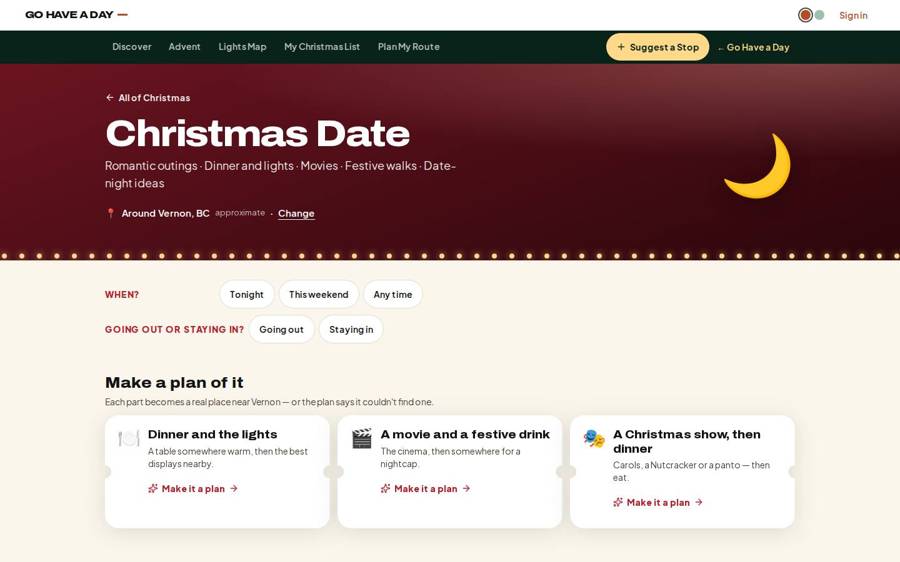 GO HAVE A DAY
Sign in
Discover
Advent
Lights Map
My Christmas List
Plan My Route
+ Suggest a Stop
← Go Have a Day
← All of Christmas
Christmas Date
Romantic outings · Dinner and lights · Movies · Festive walks · Date-
night ideas
Around Vernon, BC approximate · Change
WHEN?
Tonight
This weekend
Any time
GOING OUT OR STAYING IN?
Going out
Staying in
Make a plan of it
Each part becomes a real place near Vernon — or the plan says it couldn't find one.
Dinner and the lights
A table somewhere warm, then the best
displays nearby.
Make it a plan →
A movie and a festive drink
The cinema, then somewhere for a
nightcap.
Make it a plan →
A Christmas show, then
dinner
Carols, a Nutcracker or a panto — then
eat.
Make it a plan →